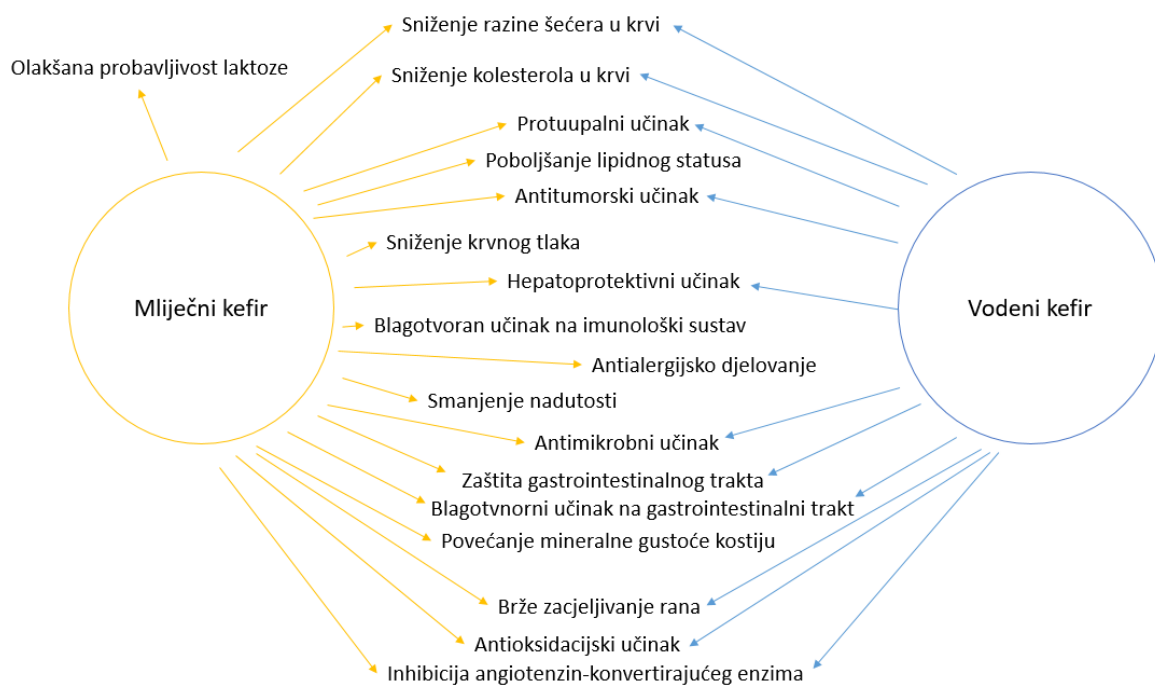 Sniženje razine šećera u krvi
Olakšana probavljivost laktoze
Sniženje kolesterola u krvi
Protuupalni učinak
Poboljšanje lipidnog statusa
Antitumorski učinak
Sniženje krvnog tlaka
Hepatoprotektivni učinak
Mliječni kefir
Vodeni kefir
Blagotvoran učinak na imunološki sustav
Antialergijsko djelovanje
Smanjenje nadutosti
Antimikrobni učinak
Zaštita gastrointestinalnog trakta
Blagotvnorni učinak na gastrointestinalni trakt
Povećanje mineralne gustoće kostiju
Brže zacjeljivanje rana
Antioksidacijski učinak
Inhibicija angiotenzin-konvertirajućeg enzima